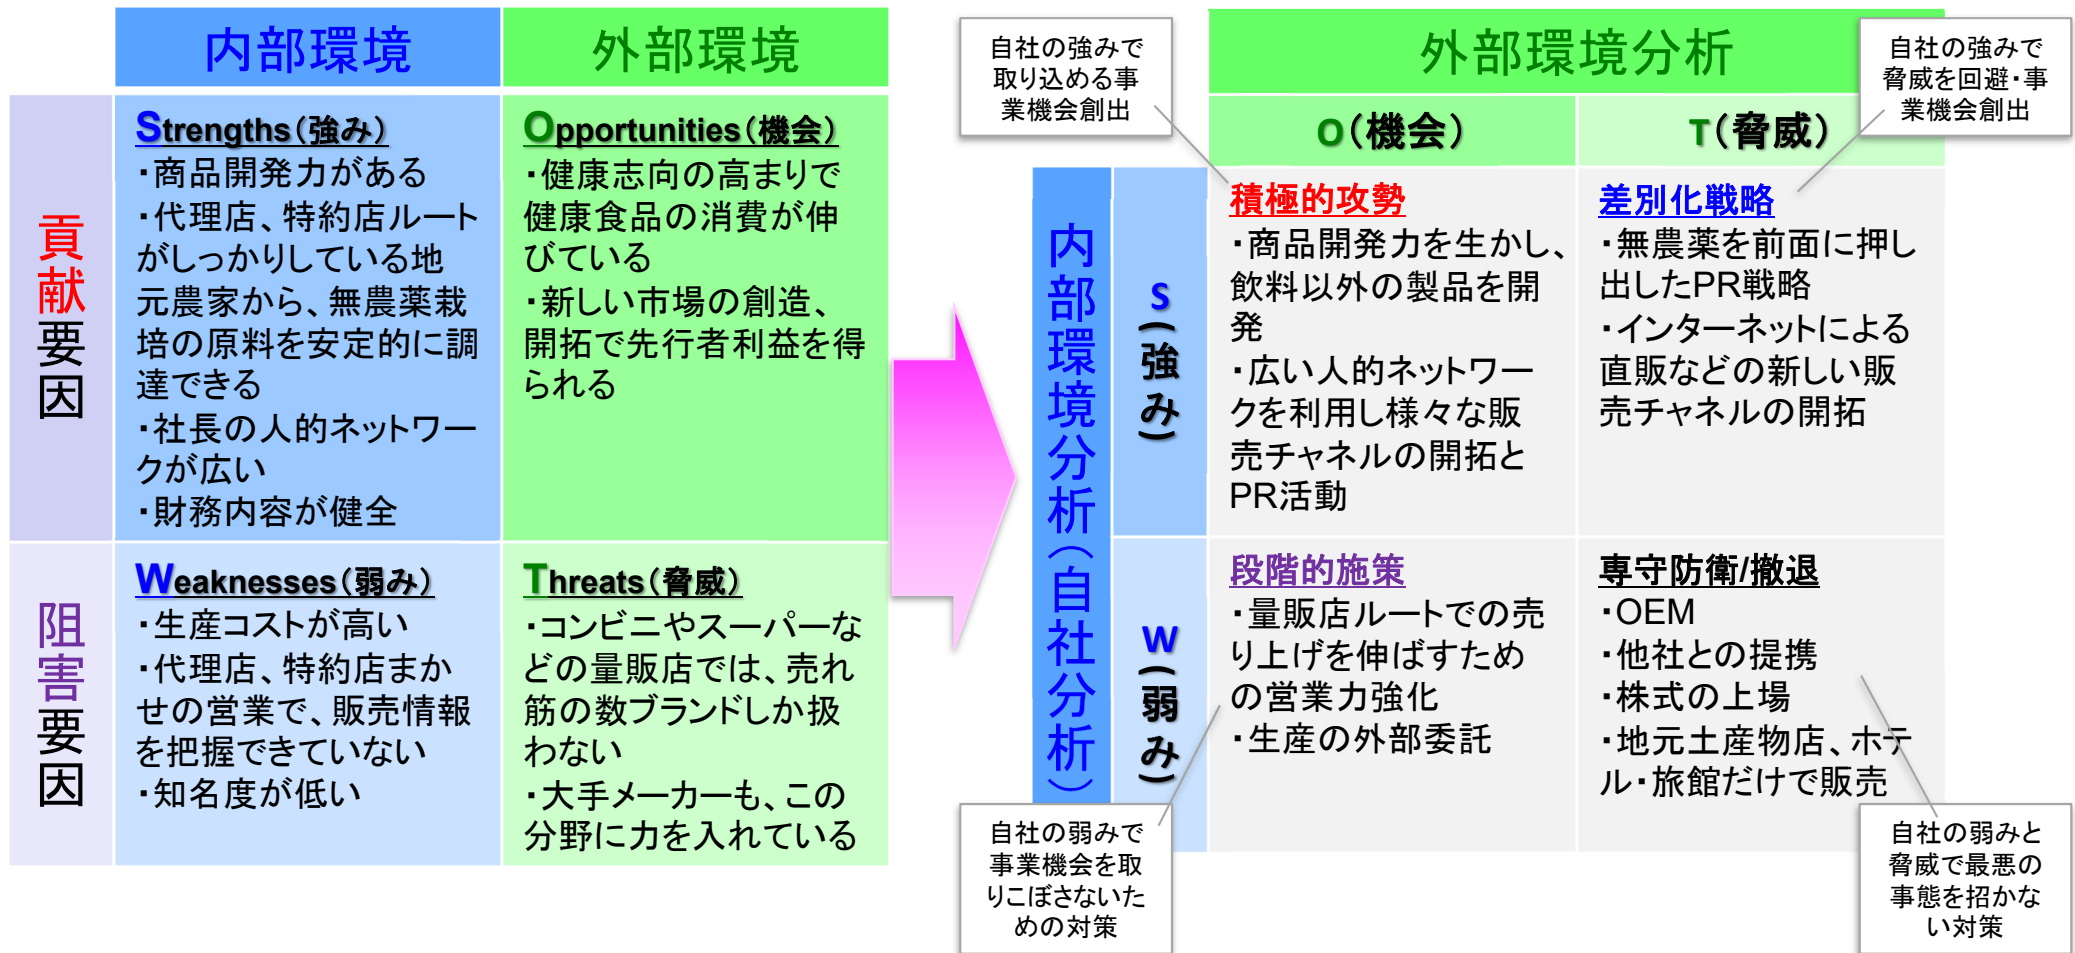 内部環境
外部環境
貢献要因
Strengths（強み）
・商品開発力がある
・代理店、特約店ルート
がしっかりしている地
元農家から、無農薬栽
培の原料を安定的に調
達できる
・社長の人的ネットワー
クが広い
・財務内容が健全
Opportunities（機会）
・健康志向の高まりで
健康食品の消費が伸
びている
・新しい市場の創造、
開拓で先行者利益を得
られる
阻害要因
Weaknesses（弱み）
・生産コストが高い
・代理店、特約店まか
せの営業で、販売情報
を把握できていない
・知名度が低い
Threats（脅威）
・コンビニやスーパーな
どの量販店では、売れ
筋の数ブランドしか扱
わない
・大手メーカーも、この
分野に力を入れている
自社の強みで
取り込める事
業機会創出
外部環境分析
自社の強みで
脅威を回避・事
業機会創出
O（機会）
T（脅威）
内部環境分析（自社分析）
S（強み）
積極的攻勢
・商品開発力を生かし、
飲料以外の製品を開
発
・広い人的ネットワー
クを利用し様々な販
売チャネルの開拓と
PR活動
差別化戦略
・無農薬を前面に押し
出したPR戦略
・インターネットによる
直販などの新しい販
売チャネルの開拓
W（弱み）
段階的施策
・量販店ルートでの売
り上げを伸ばすため
の営業力強化
・生産の外部委託
専守防衛/撤退
・OEM
・他社との提携
・株式の上場
・地元土産物店、ホテ
ル・旅館だけで販売
自社の弱みで
事業機会を取
りこぼさないた
めの対策
自社の弱みと
脅威で最悪の
事態を招かな
い対策